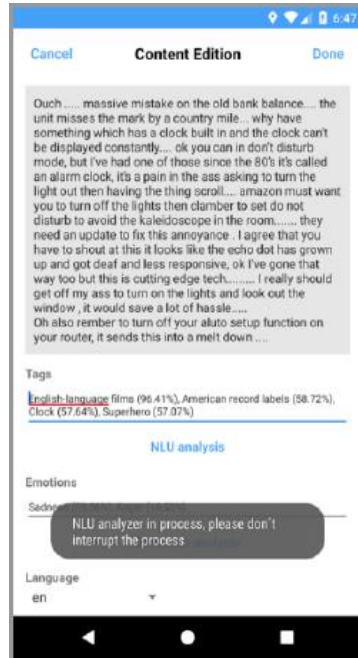 6:47
Cancel Content Edition Done
Ouch ..... massive mistake on the old bank balance.... the
unit misses the mark by a country mile... why have
something which has a clock built in and the clock can't
be displayed constantly.... ok you can in don't disturb
mode, but I've had one of those since the 80's it's called
an alarm clock, it's a pain in the ass asking to turn the
light out then having the thing scroll.... amazon must want
you to turn off the lights then clamber to set do not
disturb to avoid the kaleidoscope in the room....... they
need an update to fix this annoyance . I agree that you
have to shout at this it looks like the echo dot has grown
up and got deaf and less responsive, ok I've gone that
way too but this is cutting edge tech......... I really should
get off my ass to turn on the lights and look out the
window , it would save a lot of hassle.....
Oh also rember to turn off your aluto setup function on
your router, it sends this into a melt down ....
Tags
English-language films (96.41%), American record labels (58.72%),
Clock (57.64%), Superhero (57.07%)
NLU analysis
Emotions
NLU analyzer in process, please don't
interrupt the process
Language
en